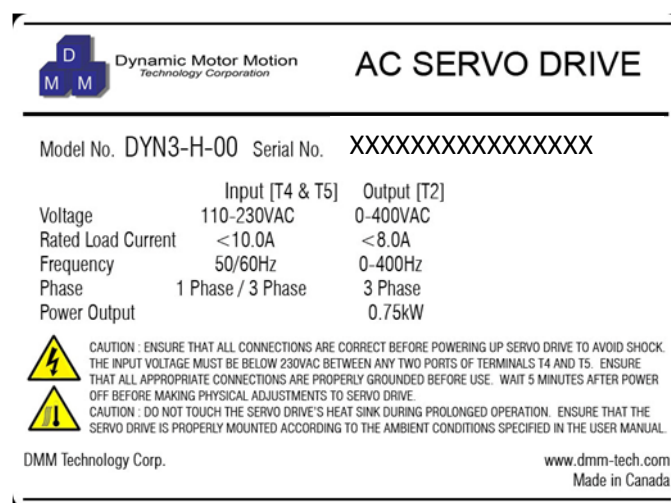 D
M M
Dynamic Motor Motion
Technology Corporation
AC SERVO DRIVE
Model No. DYN3-H-00 Serial No. XXXXXXXXXXXXXXXX
Input [T4 & T5] Output [T2]
Voltage 110-230VAC 0-400VAC
Rated Load Current <10.0A <8.0A
Frequency 50/60Hz 0-400Hz
Phase 1 Phase / 3 Phase 3 Phase
Power Output 0.75kW
CAUTION : ENSURE THAT ALL CONNECTIONS ARE CORRECT BEFORE POWERING UP SERVO DRIVE TO AVOID SHOCK.
THE INPUT VOLTAGE MUST BE BELOW 230VAC BETWEEN ANY TWO PORTS OF TERMINALS T4 AND T5. ENSURE
THAT ALL APPROPRIATE CONNECTIONS ARE PROPERLY GROUNDED BEFORE USE. WAIT 5 MINUTES AFTER POWER
OFF BEFORE MAKING PHYSICAL ADJUSTMENTS TO SERVO DRIVE.
CAUTION : DO NOT TOUCH THE SERVO DRIVE'S HEAT SINK DURING PROLONGED OPERATION. ENSURE THAT THE
SERVO DRIVE IS PROPERLY MOUNTED ACCORDING TO THE AMBIENT CONDITIONS SPECIFIED IN THE USER MANUAL.
DMM Technology Corp. www.dmm-tech.com
Made in Canada